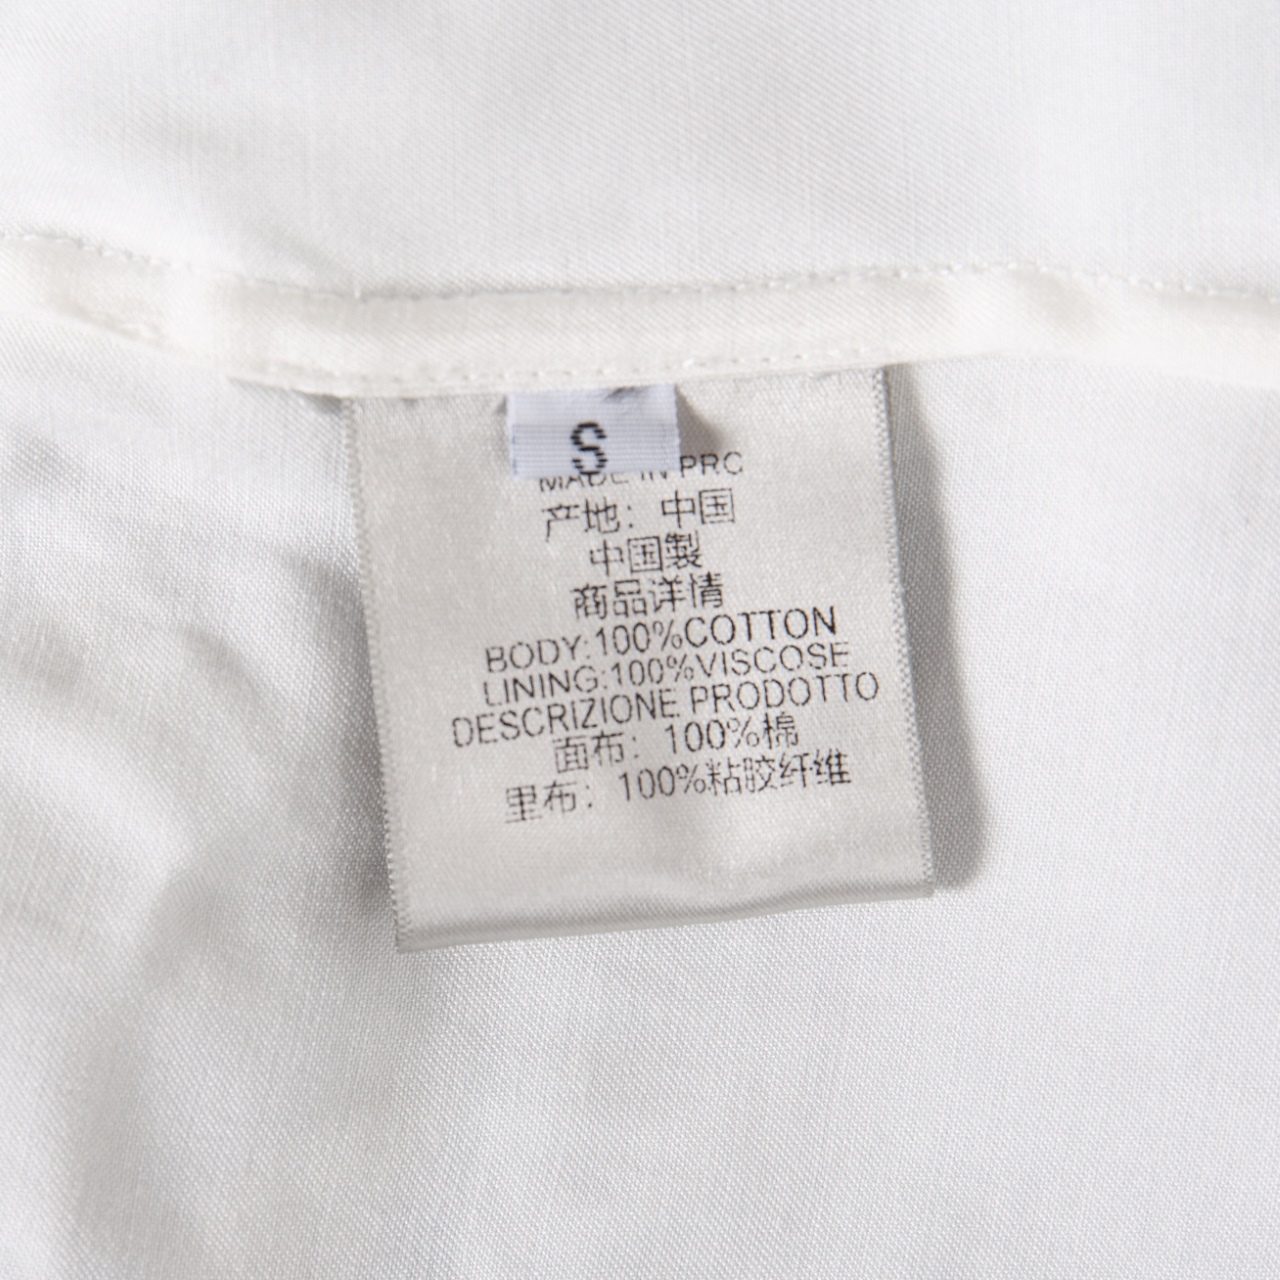 S
MADE IN PRC
产地：中国
中国製
商品详情
BODY:100%COTTON
LINING:100%VISCOSE
DESCRIZIONE PRODOTTO
面布：100%棉
里布：100%粘胶纤维